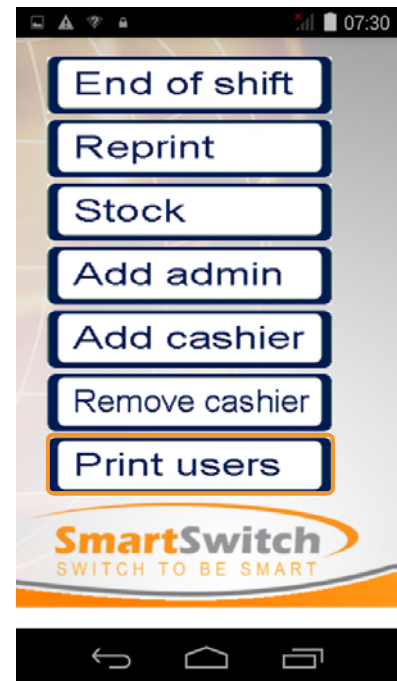 07:30
End of shift
Reprint
Stock
Add admin
Add cashier
Remove cashier
Print users
SmartSwitch
SWITCH TO BE SMART